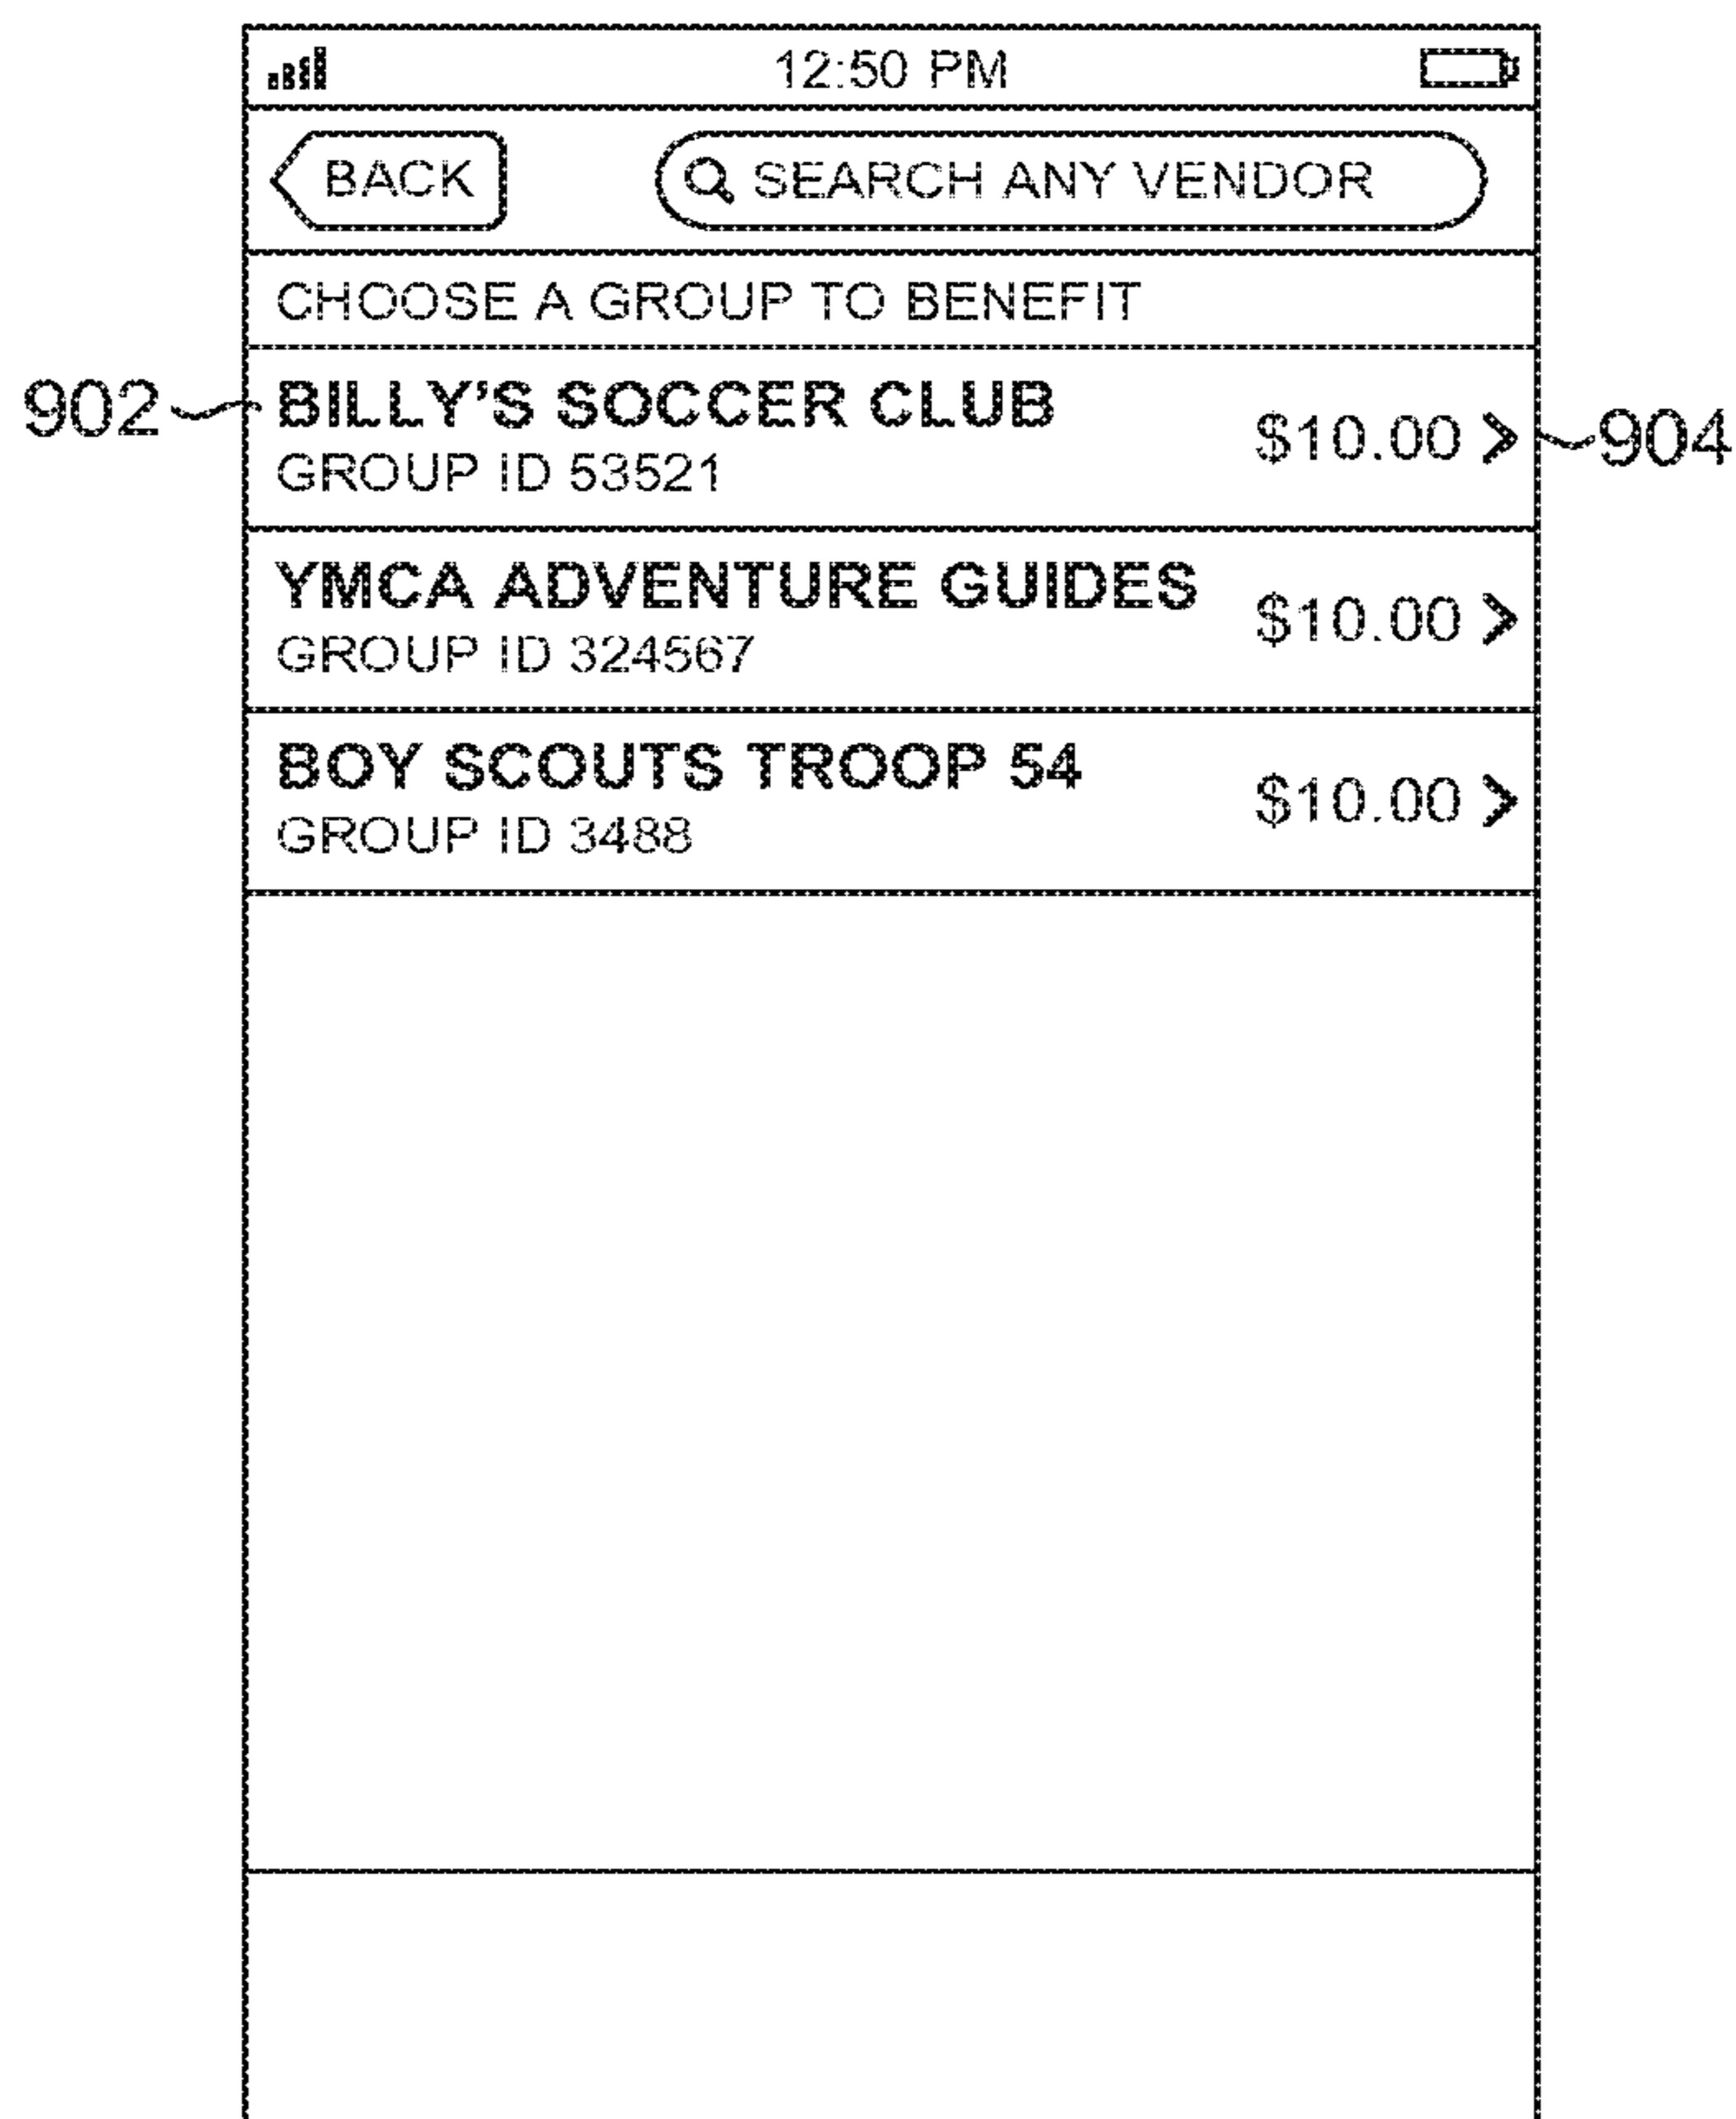 12:50 PM
BACK
SEARCH ANY VENDOR
CHOOSE A GROUP TO BENEFIT
902
BILLY'S SOCCER CLUB
GROUP ID 53521
$10.00 >
904
YMCA ADVENTURE GUIDES
GROUP ID 324567
$10.00 >
BOY SCOUTS TROOP 54
GROUP ID 3488
$10.00 >